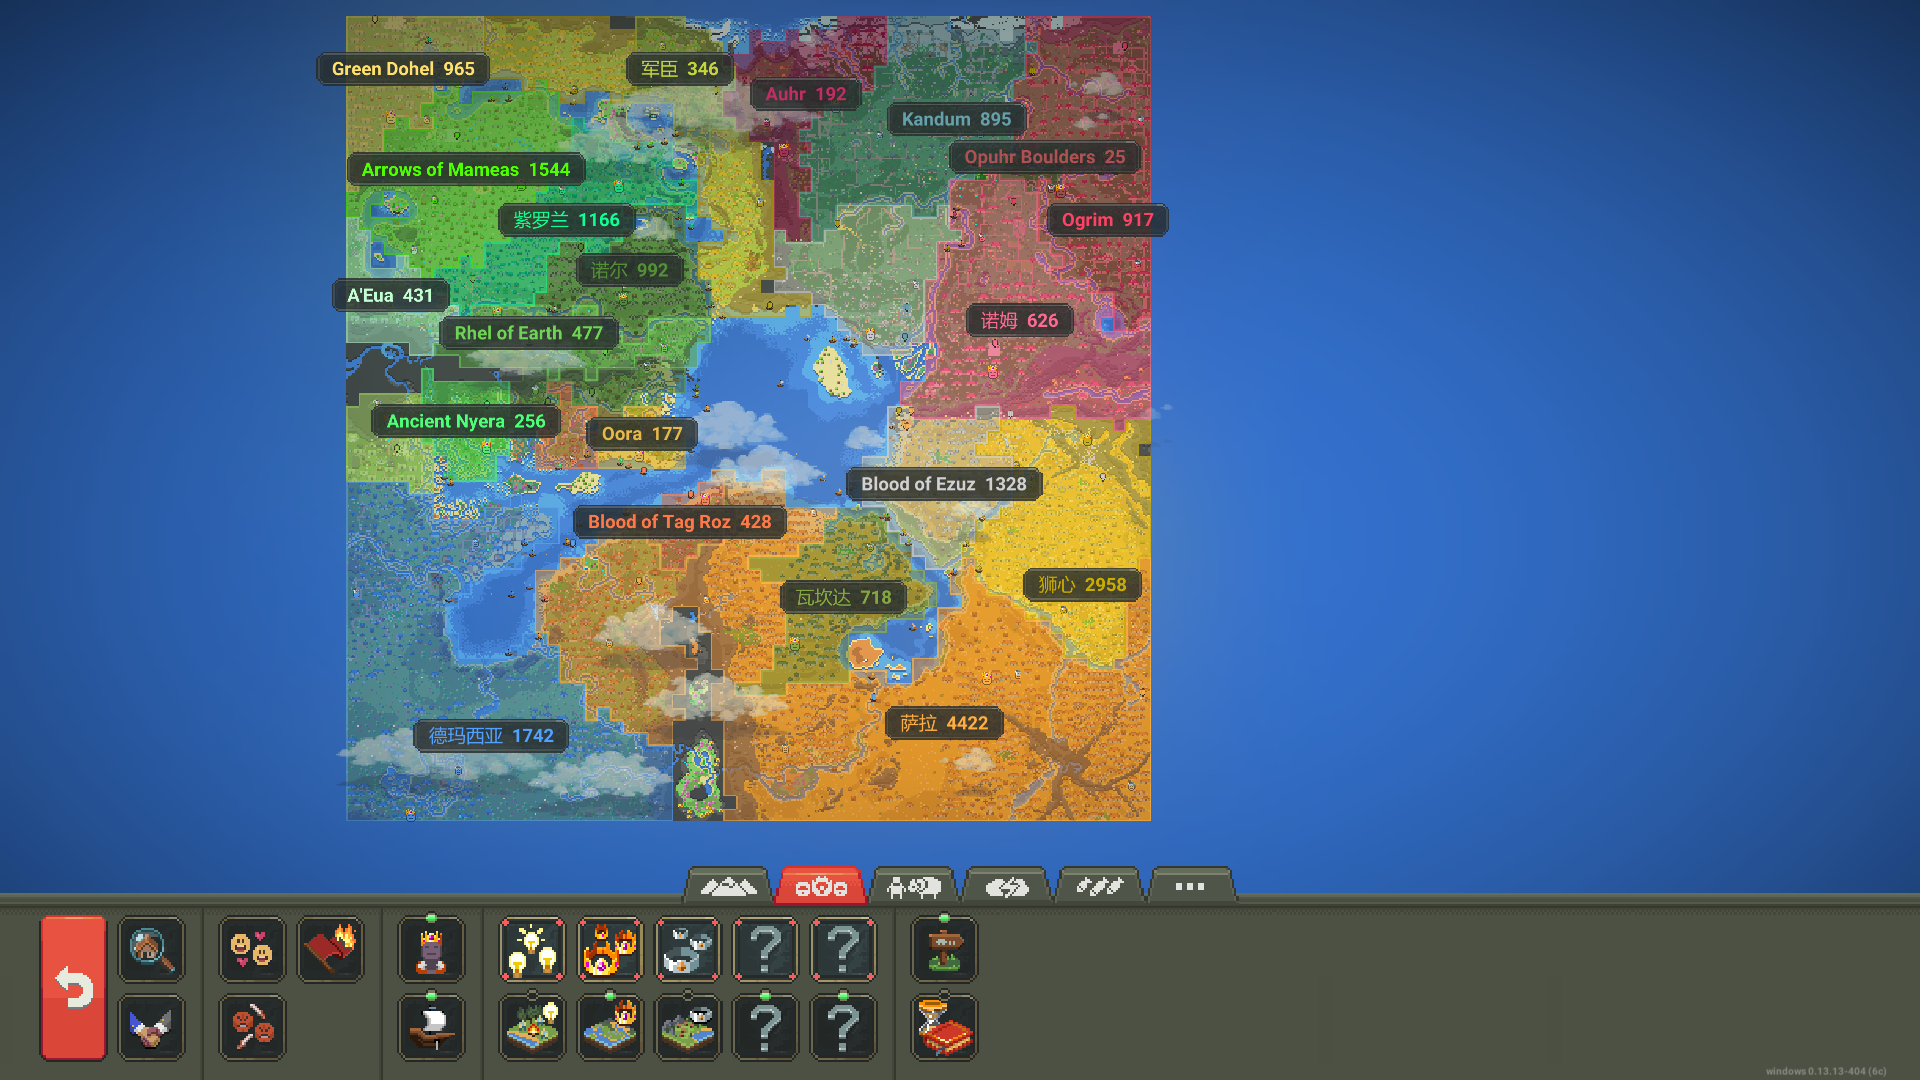 Green Dohel 965
军臣 346
Auhr 192
Kandum 895
Opuhr Boulders 25
Arrows of Mameas 1544
紫罗兰 1166
Ogrim 917
诺尔 992
A'Eua 431
诺姆 626
Rhel of Earth 477
Ancient Nyera 256
Oora 177
Blood of Ezuz 1328
Blood of Tag Roz 428
狮心 2958
瓦坎达 718
萨拉 4422
德玛西亚 1742
windows 0.13.13-404 (6c)